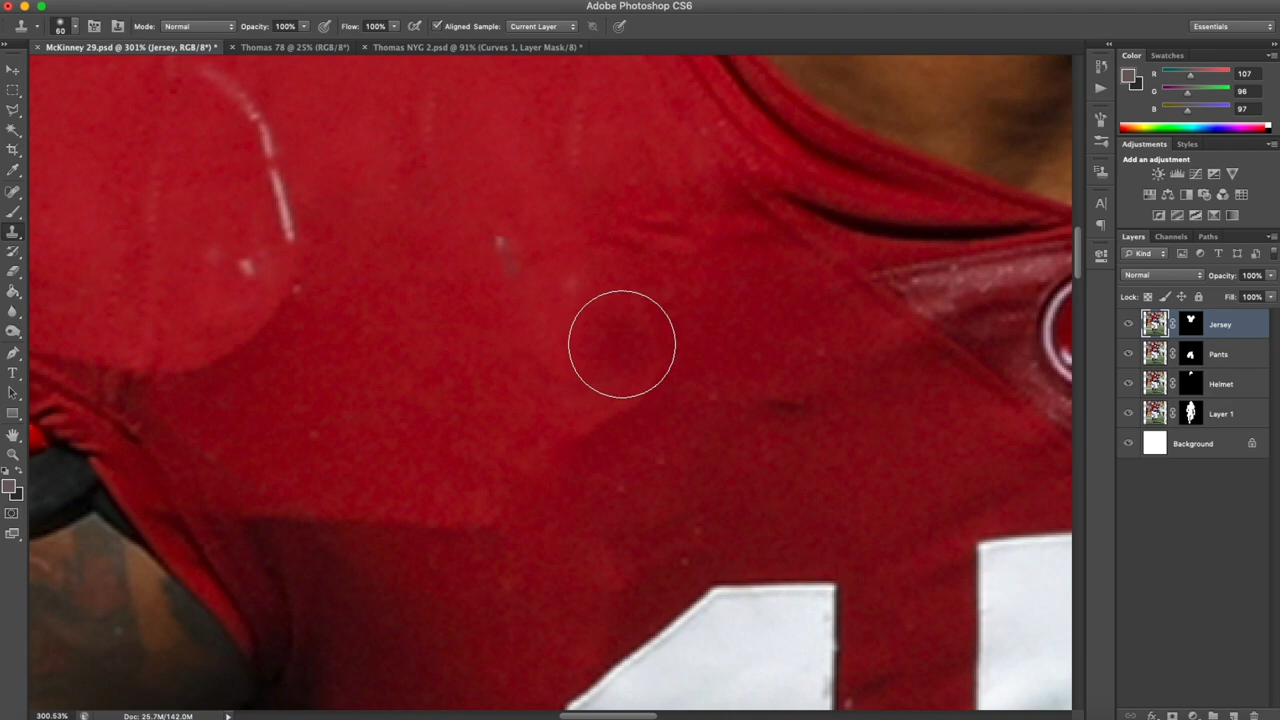 Adobe Photoshop CS6
60 Mode: Normal Opacity: 100% Flow: 100% Aligned Sample: Current Layer Essentials
McKinney 29.psd @ 301% (Jersey, RGB/8*) * Thomas 78 @ 25% (RGB/8*) Thomas NYC 2.psd @ 91% (Curves 1, Layer Mask/8) *
Color Swatches
R 107
G 96
B 97
Adjustments Styles
Add an adjustment
Layers Channels Paths
Kind
Normal Opacity: 100%
Lock: Fill: 100%
Jersey
Pants
Helmet
Layer 1
Background
300.53% Doc: 25.7M/142.0M